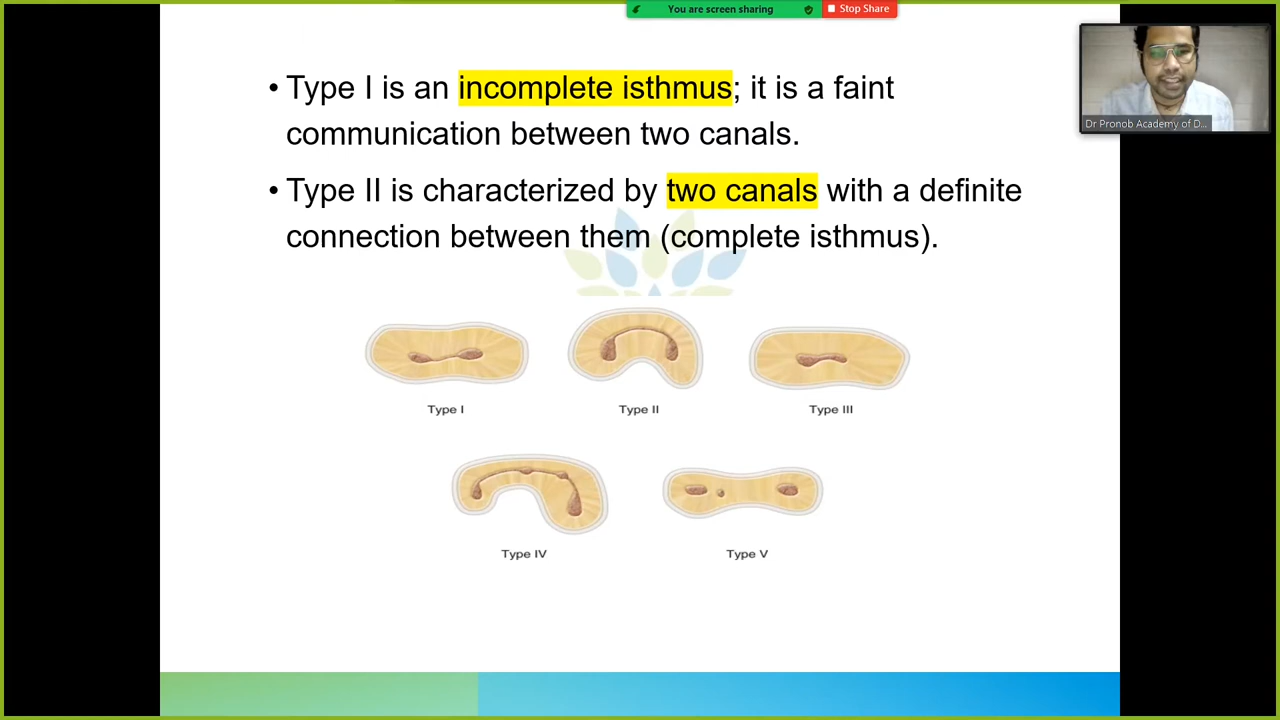 You are screen sharing
Stop Share
• Type I is an incomplete isthmus; it is a faint
communication between two canals.
• Type II is characterized by two canals with a definite
connection between them (complete isthmus).
Dr Pronob Academy of D...
Type I
Type II
Type III
Type IV
Type V